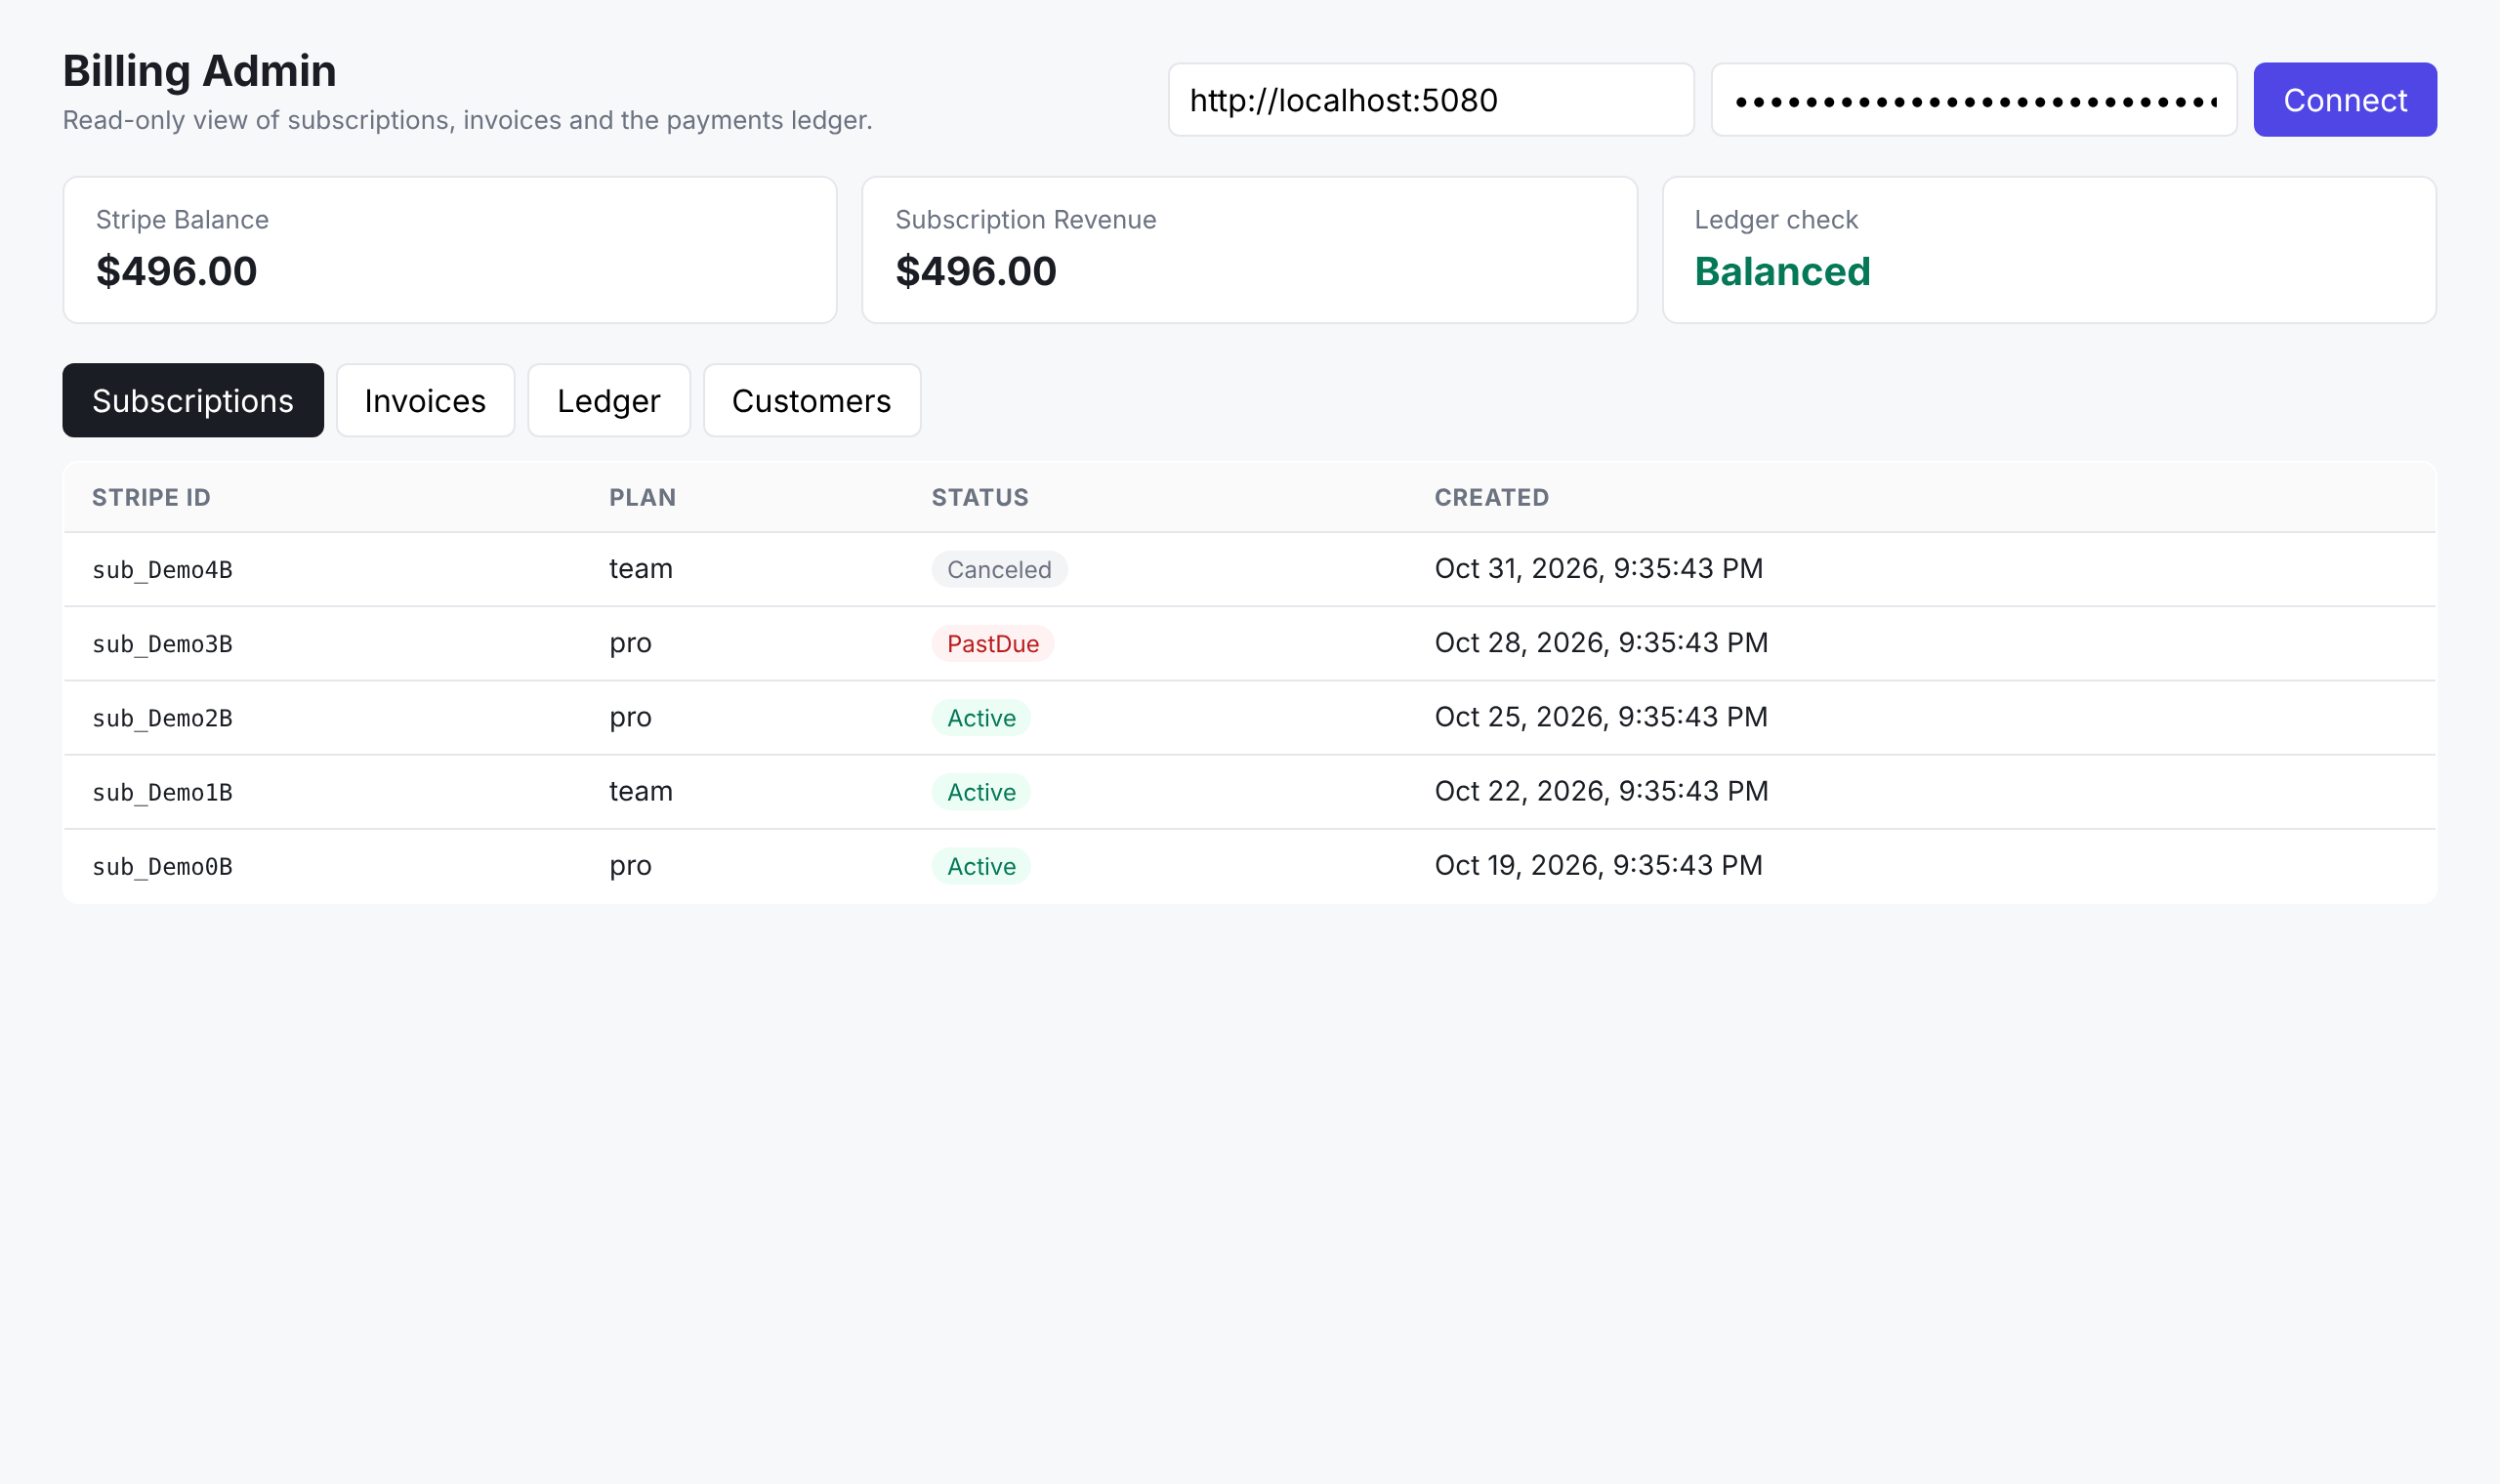 Billing Admin
Read-only view of subscriptions, invoices and the payments ledger.
http://localhost:5080
Connect
Stripe Balance
$496.00
Subscription Revenue
$496.00
Ledger check
Balanced
Subscriptions Invoices Ledger Customers
STRIPE ID PLAN STATUS CREATED
sub_Demo4B team Canceled Oct 31, 2026, 9:35:43 PM
sub_Demo3B pro PastDue Oct 28, 2026, 9:35:43 PM
sub_Demo2B pro Active Oct 25, 2026, 9:35:43 PM
sub_Demo1B team Active Oct 22, 2026, 9:35:43 PM
sub_Demo0B pro Active Oct 19, 2026, 9:35:43 PM